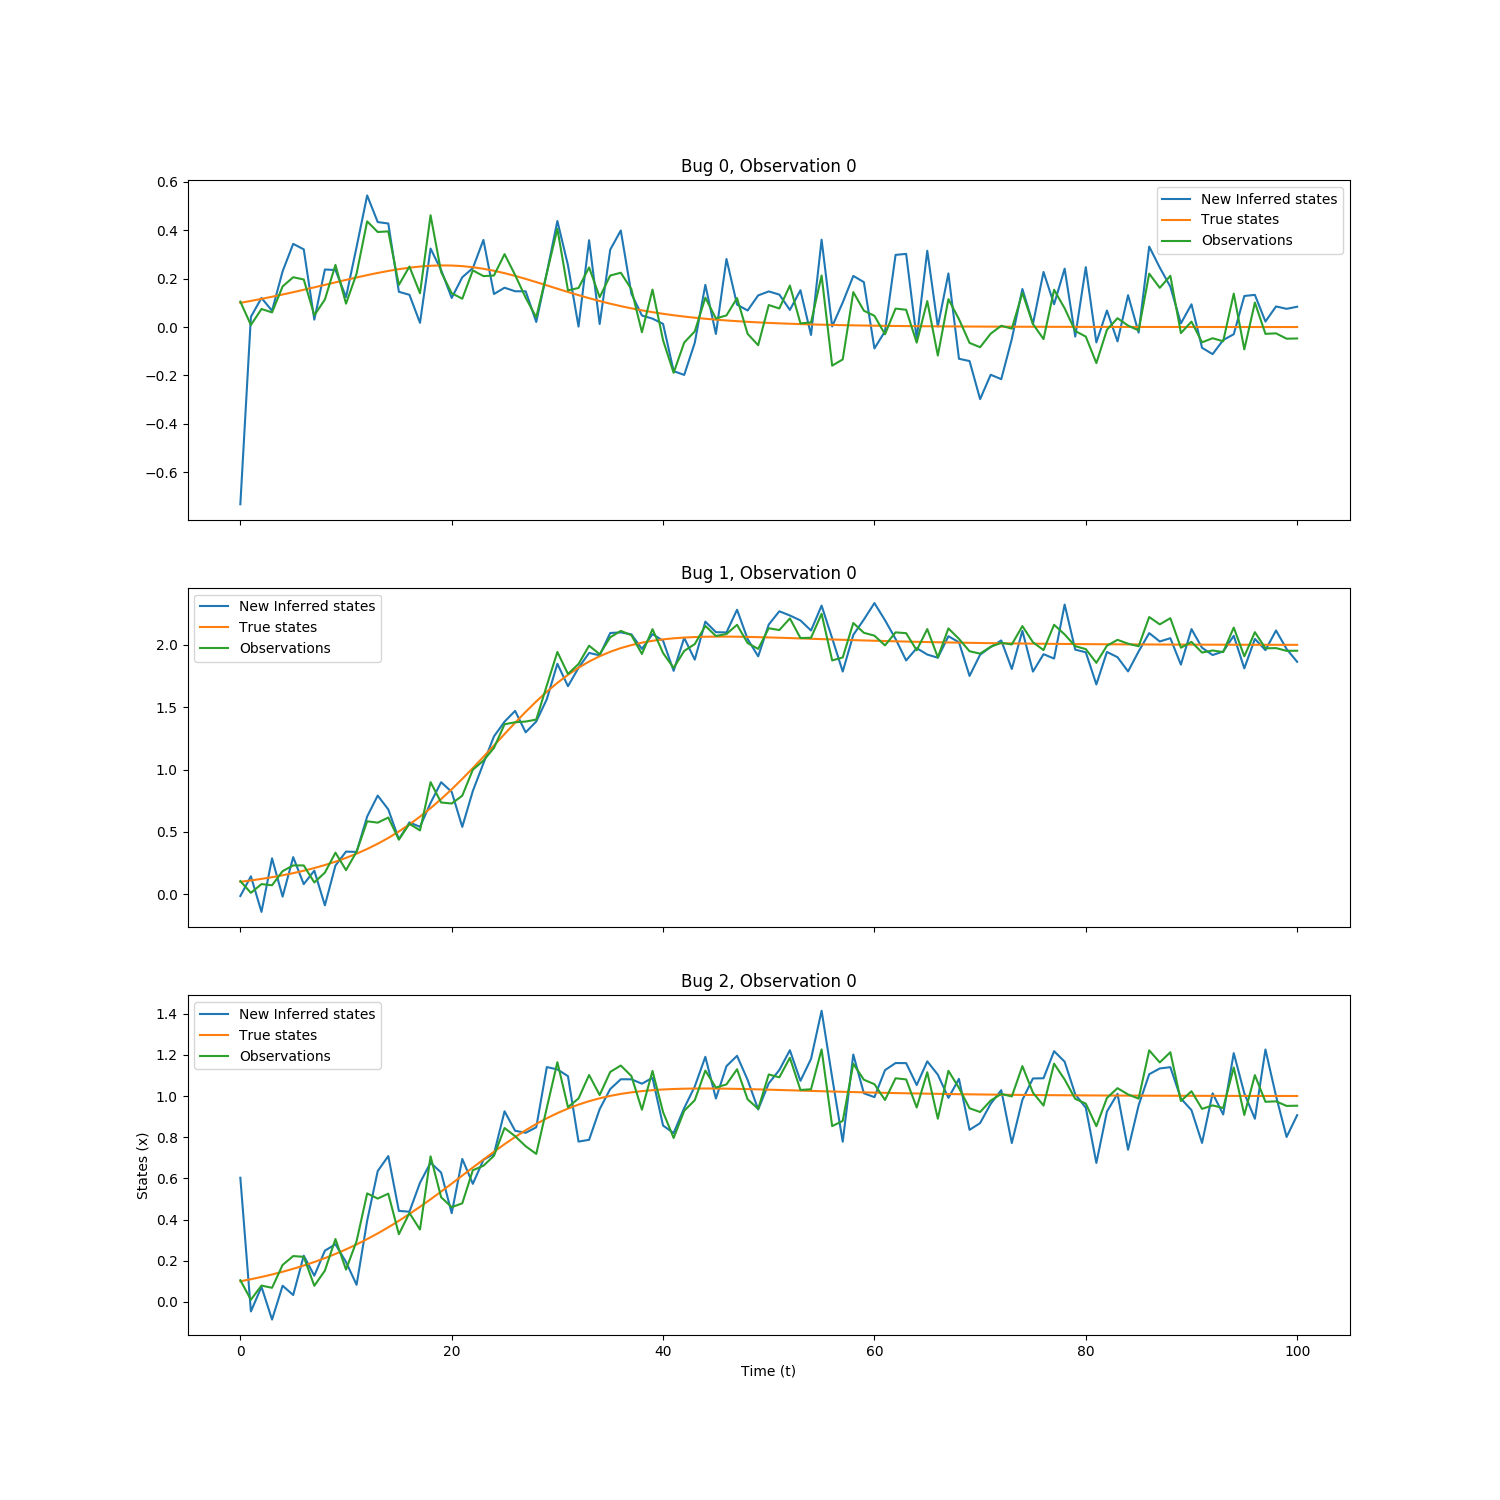 Bug 0, Observation 0
0.6
0.4
0.2
0.0
−0.2
−0.4
−0.6
New Inferred states
True states
Observations
Bug 1, Observation 0
2.0
1.5
1.0
0.5
0.0
New Inferred states
True states
Observations
Bug 2, Observation 0
1.4
1.2
1.0
0.8
0.6
0.4
0.2
0.0
New Inferred states
True states
Observations
States (x)
0 20 40 60 80 100
Time (t)